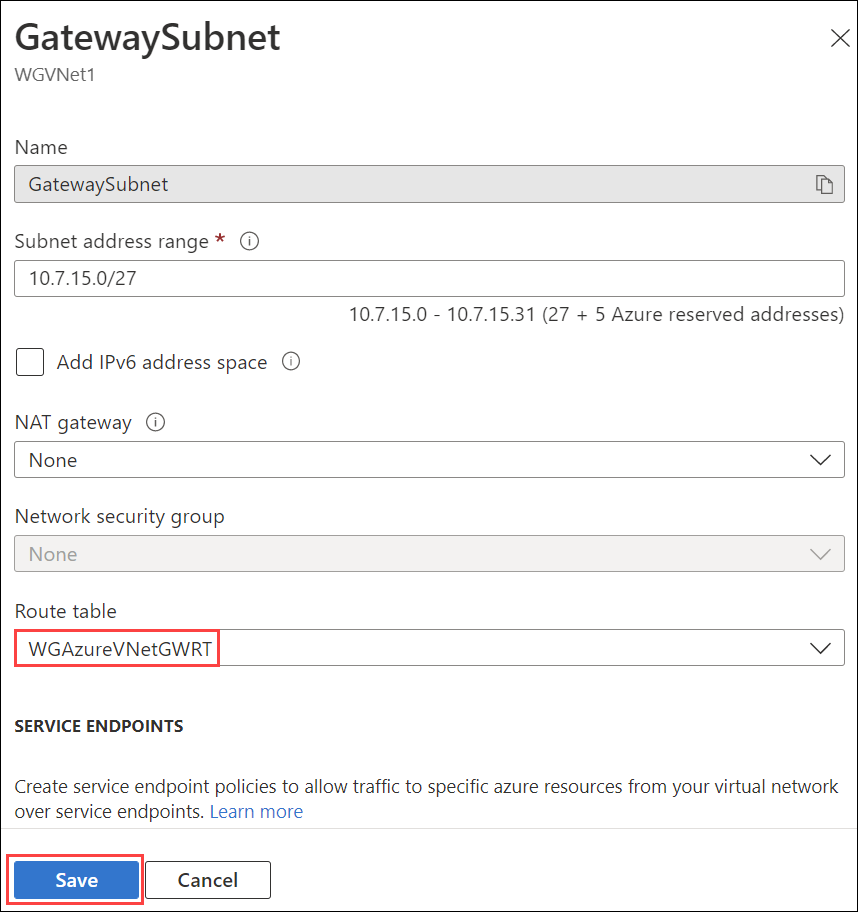 GatewaySubnet
WGVNet1
Name
GatewaySubnet
Subnet address range *
10.7.15.0/27
10.7.15.0 - 10.7.15.31 (27 + 5 Azure reserved addresses)
Add IPv6 address space
NAT gateway
None
Network security group
None
Route table
WGAzureVNetGWRT
SERVICE ENDPOINTS
Create service endpoint policies to allow traffic to specific azure resources from your virtual network
over service endpoints. Learn more
Save Cancel